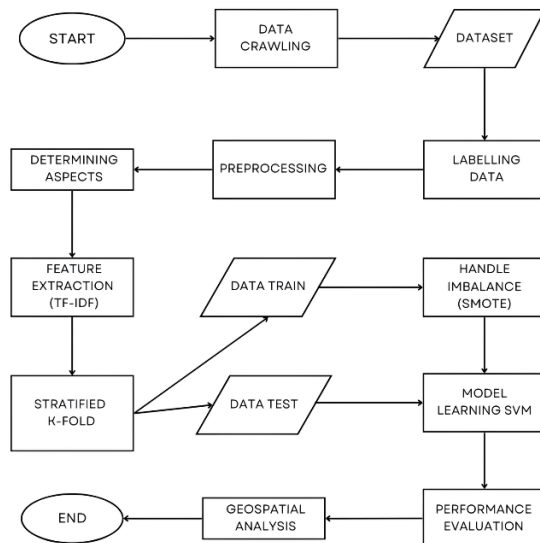 START
DATA
CRAWLING
DATASET
LABELLING
DATA
PREPROCESSING
DETERMINING
ASPECTS
FEATURE
EXTRACTION
(TF-IDF)
STRATIFIED
K-FOLD
DATA TRAIN
HANDLE
IMBALANCE
(SMOTE)
DATA TEST
MODEL
LEARNING SVM
PERFORMANCE
EVALUATION
GEOSPATIAL
ANALYSIS
END